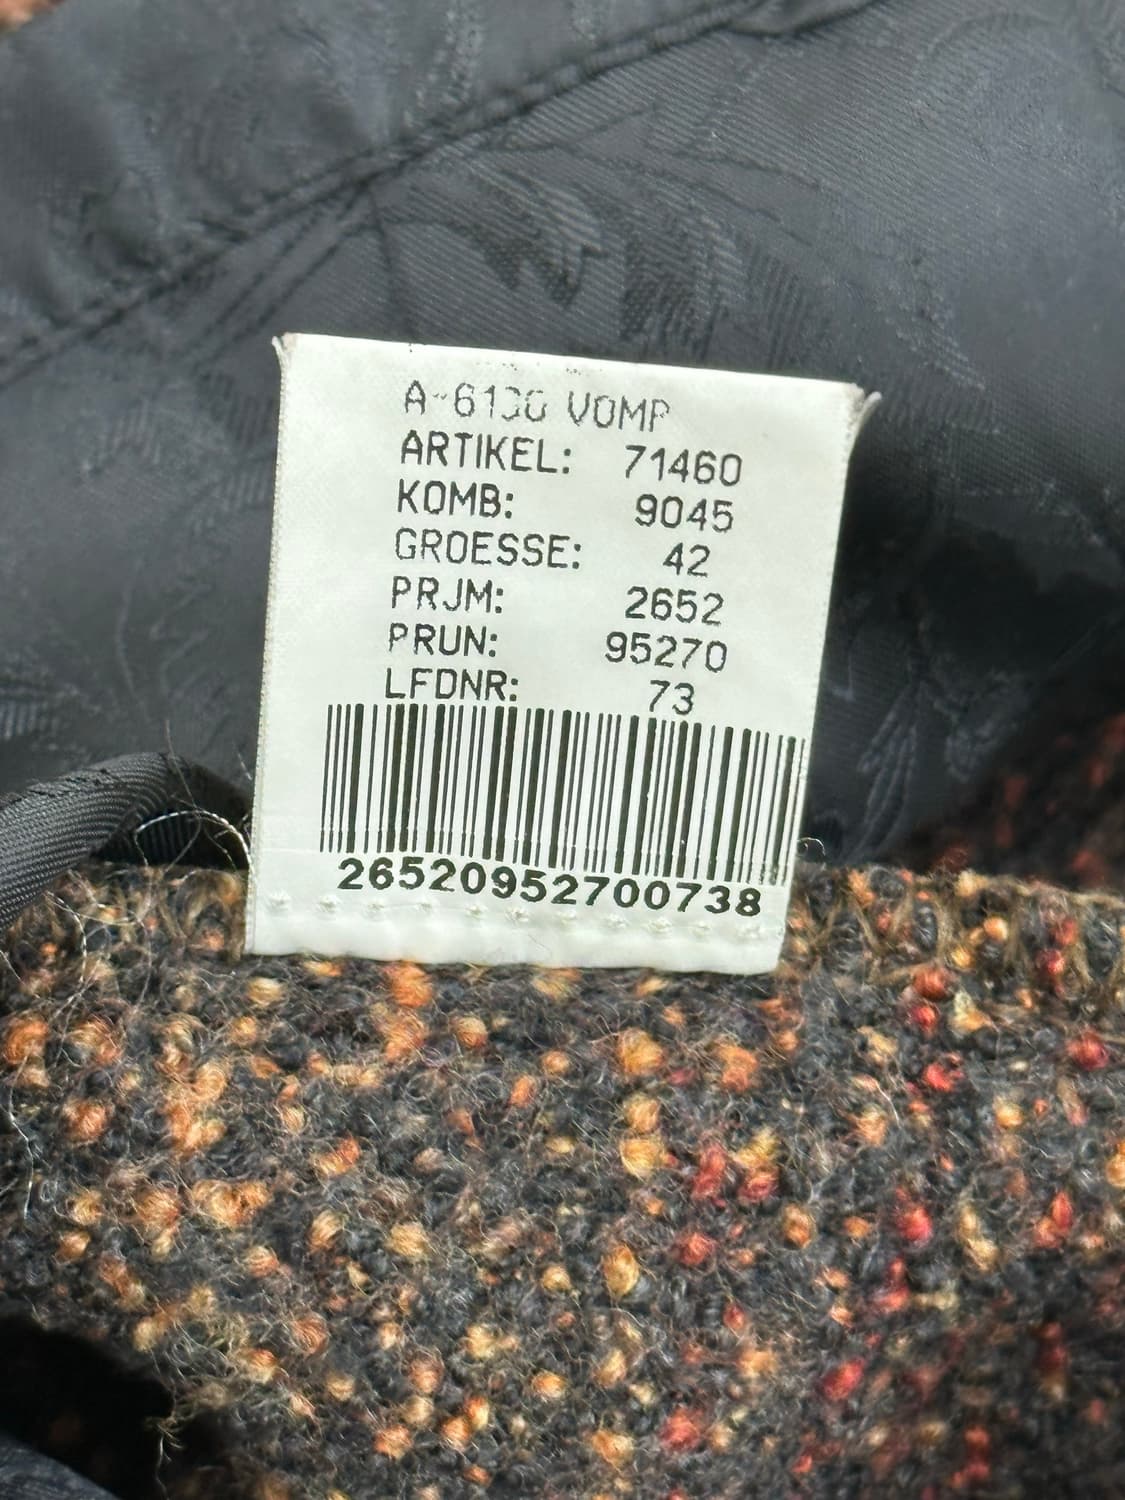 A-6130 VOMP
ARTIKEL: 71460
KOMB: 9045
GROESSE: 42
PRJM: 2652
PRUN: 95270
LFDNR: 73
26520952700738